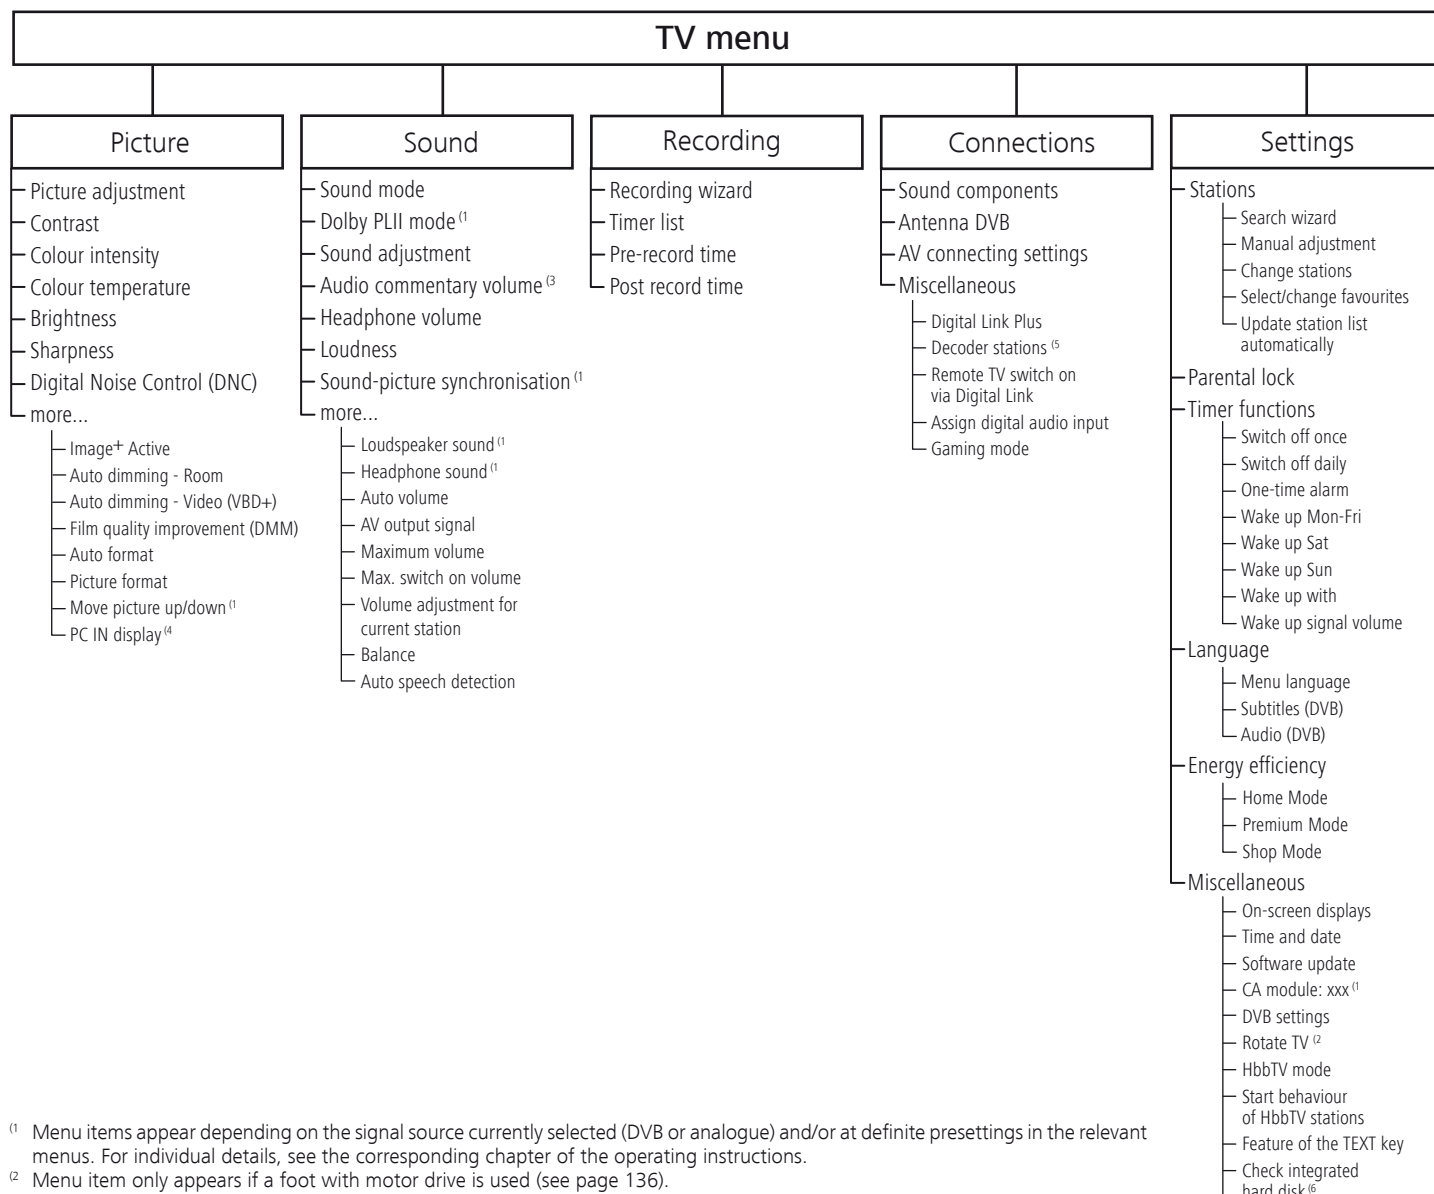 TV menu
Picture
Picture adjustment
Contrast
Colour intensity
Colour temperature
Brightness
Sharpness
Digital Noise Control (DNC)
more...
Image+ Active
Auto dimming - Room
Auto dimming - Video (VBD+)
Film quality improvement (DMM)
Auto format
Picture format
Move picture up/down (1
PC IN display (4
Sound
Sound mode
Dolby PLII mode (1
Sound adjustment
Audio commentary volume (3
Headphone volume
Loudness
Sound-picture synchronisation (1
more...
Loudspeaker sound (1
Headphone sound (1
Auto volume
AV output signal
Maximum volume
Max. switch on volume
Volume adjustment for
current station
Balance
Auto speech detection
Recording
Recording wizard
Timer list
Pre-record time
Post record time
Connections
Sound components
Antenna DVB
AV connecting settings
Miscellaneous
Digital Link Plus
Decoder stations (5
Remote TV switch on
via Digital Link
Assign digital audio input
Gaming mode
Settings
Stations
Search wizard
Manual adjustment
Change stations
Select/change favourites
Update station list
automatically
Parental lock
Timer functions
Switch off once
Switch off daily
One-time alarm
Wake up Mon-Fri
Wake up Sat
Wake up Sun
Wake up with
Wake up signal volume
Language
Menu language
Subtitles (DVB)
Audio (DVB)
Energy efficiency
Home Mode
Premium Mode
Shop Mode
Miscellaneous
On-screen displays
Time and date
Software update
CA module: xxx (1
DVB settings
Rotate TV (2
HbbTV mode
Start behaviour
of HbbTV stations
Feature of the TEXT key
Check integrated
hard disk (6
(1 Menu items appear depending on the signal source currently selected (DVB or analogue) and/or at definite presettings in the relevant
menus. For individual details, see the corresponding chapter of the operating instructions.
(2 Menu item only appears if a foot with motor drive is used (see page 136).